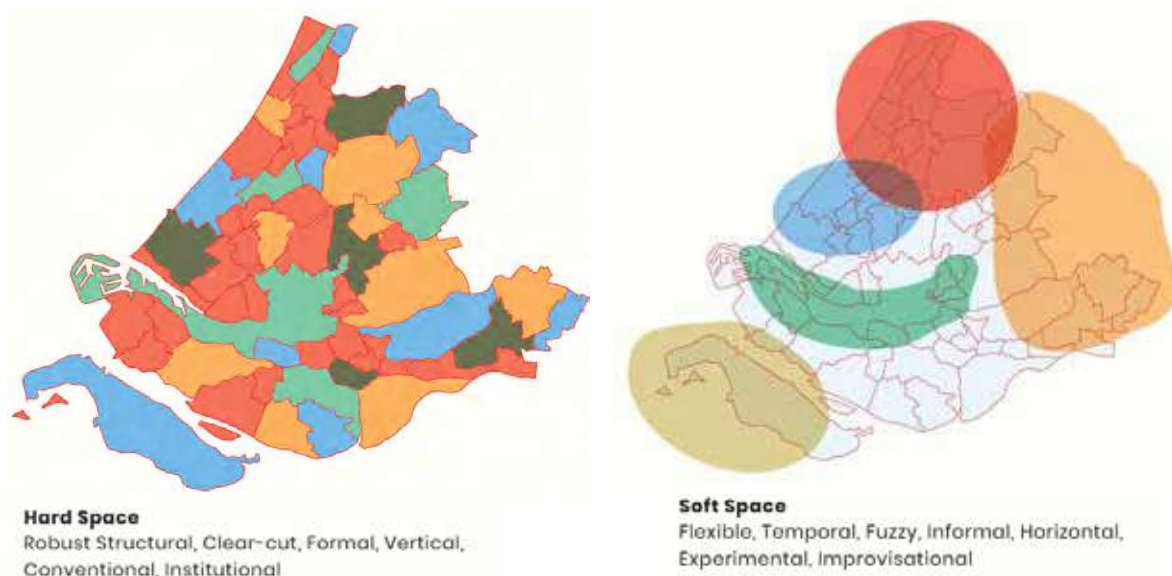 Hard Space
Robust Structural, Clear-cut, Formal, Vertical,
Conventional, Institutional
Soft Space
Flexible, Temporal, Fuzzy, Informal, Horizontal,
Experimental, Improvisational